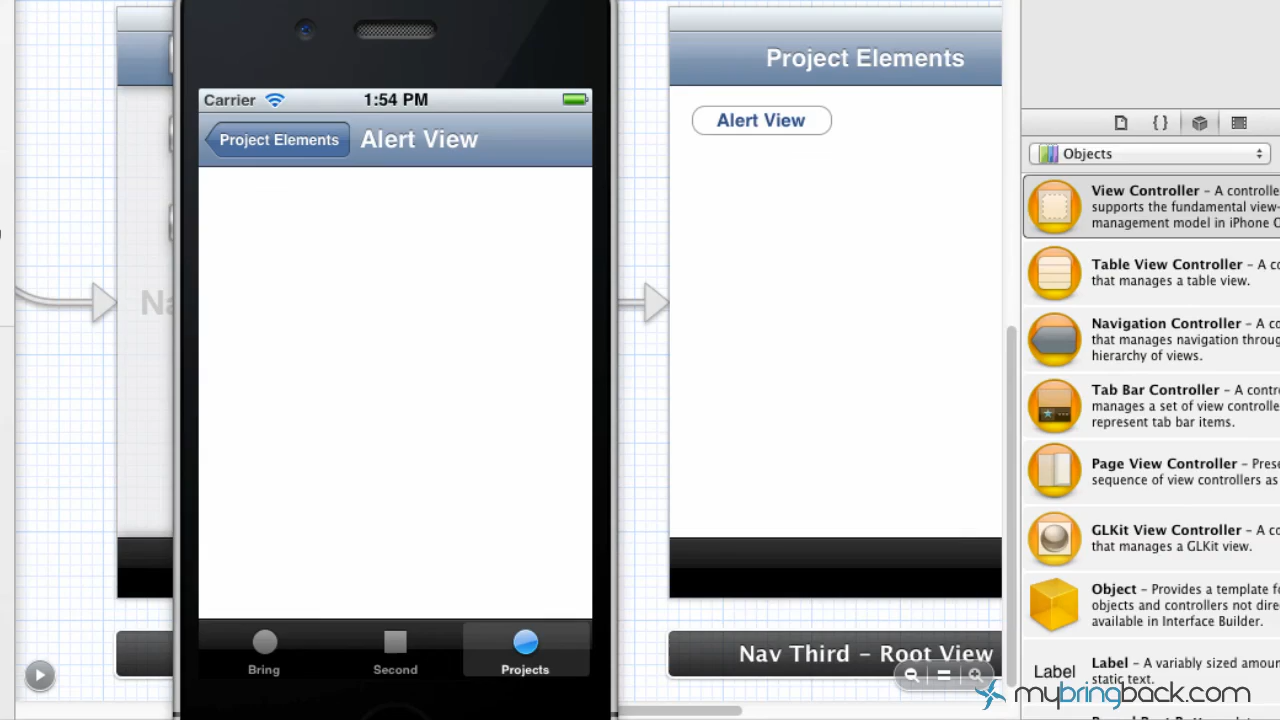 Carrier
1:54 PM
Project Elements
Alert View
Bring
Second
Projects
Na
Project Elements
Alert View
Nav Third - Root View
Objects
View Controller - A controlle
supports the fundamental view-
management model in iPhone O
Table View Controller - A co
that manages a table view.
Navigation Controller - A con
that manages navigation throug
hierarchy of views.
Tab Bar Controller - A contro
manages a set of view controlle
represent tab bar items.
Page View Controller - Prese
sequence of view controllers as
GLKit View Controller - A co
that manages a GLKit view.
Object - Provides a template fo
objects and controllers not dire
available in Interface Builder.
Label
Label - A variably sized amoun
static text.
mybringback.com